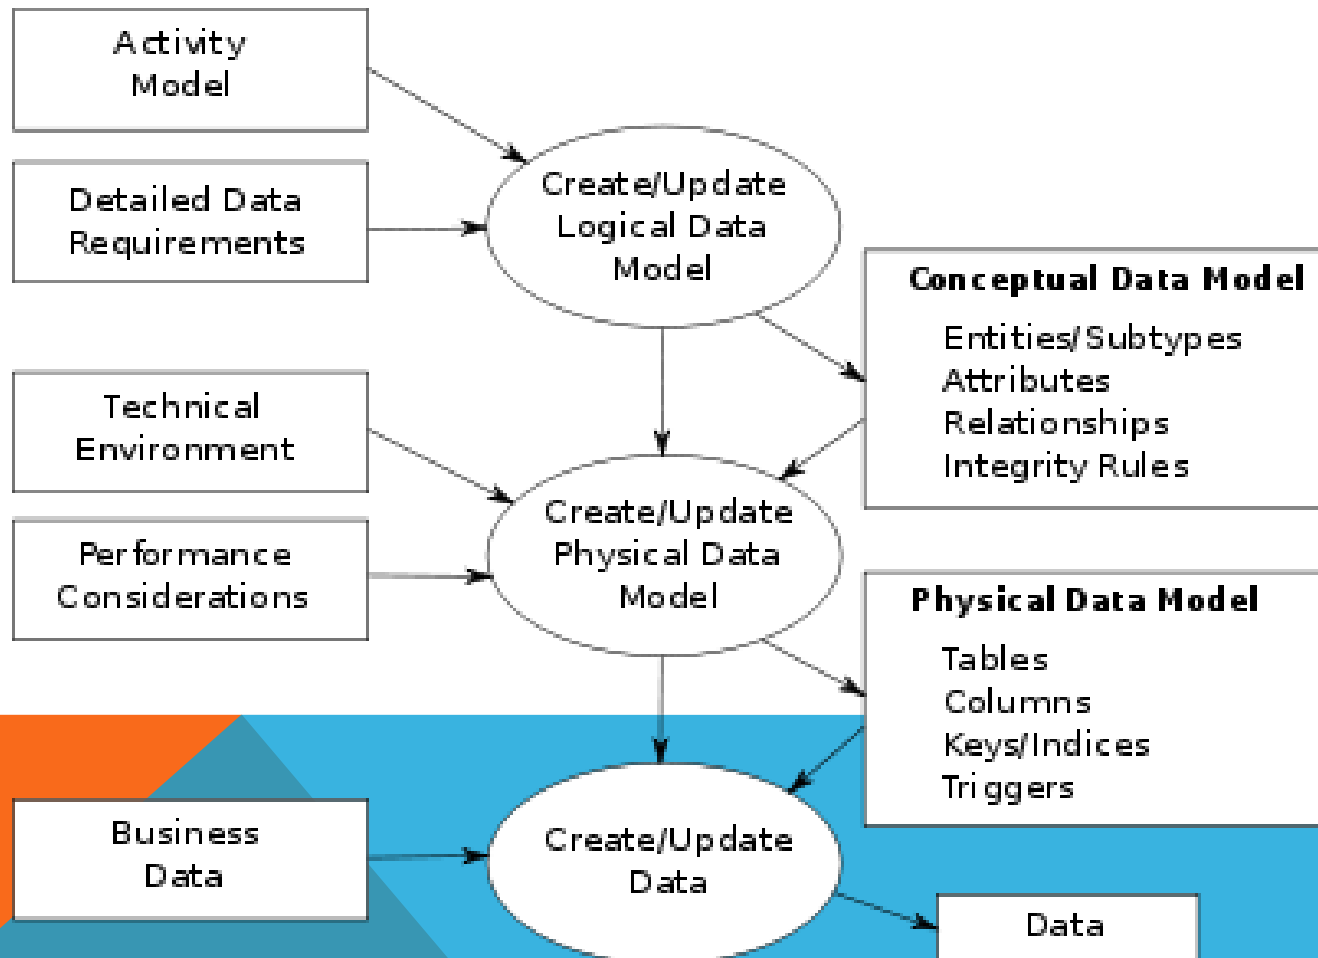 Activity
Model
Detailed Data
Requirements
Create/Update
Logical Data
Model
Conceptual Data Model
Entities/Subtypes
Attributes
Relationships
Integrity Rules
Technical
Environment
Performance
Considerations
Create/Update
Physical Data
Model
Physical Data Model
Tables
Columns
Keys/Indices
Triggers
Business
Data
Create/Update
Data
Data